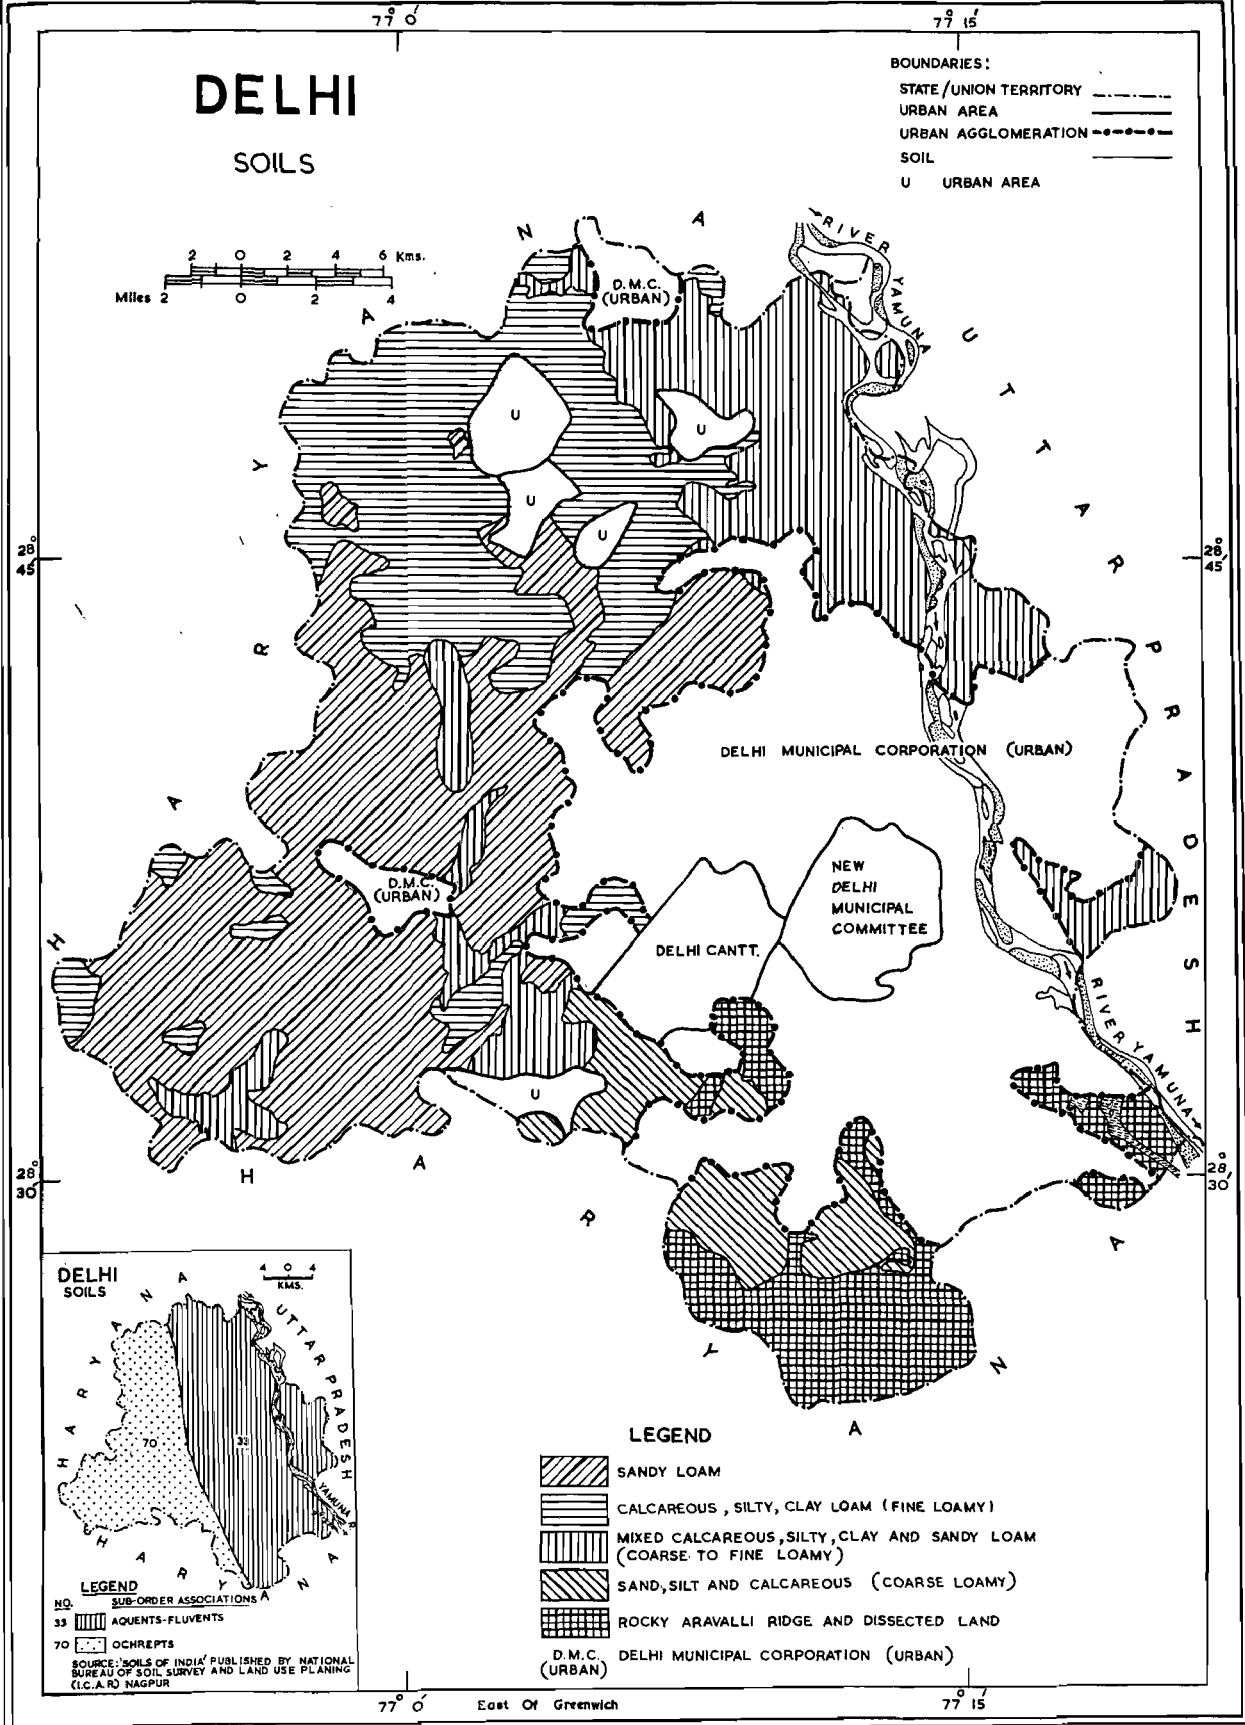 77° 0′
77° 15′
DELHI
SOILS
BOUNDARIES:
STATE/UNION TERRITORY
URBAN AREA
URBAN AGGLOMERATION
SOIL
U URBAN AREA
2 0 2 4 6 Kms.
Miles 2 0 2 4
HARYANA
RIVER YAMUNA
UTTAR PRADESH
D.M.C.
(URBAN)
U
U
U
U
28°
45′
28°
45′
DELHI MUNICIPAL CORPORATION (URBAN)
D.M.C.
(URBAN)
NEW
DELHI
MUNICIPAL
COMMITTEE
DELHI CANTT.
RIVER YAMUNA
U
28°
30′
28°
30′
HARYANA
DELHI
SOILS
4 0 4
KMS.
HARYANA
UTTAR PRADESH
70
33
YAMUNA R.
HARYANA
LEGEND
NO. SUB-ORDER ASSOCIATIONS
33 AQUENTS-FLUVENTS
70 OCHREPTS
SOURCE:'SOILS OF INDIA' PUBLISHED BY NATIONAL
BUREAU OF SOIL SURVEY AND LAND USE PLANING
(I.C.A.R) NAGPUR
LEGEND
SANDY LOAM
CALCAREOUS, SILTY, CLAY LOAM (FINE LOAMY)
MIXED CALCAREOUS, SILTY, CLAY AND SANDY LOAM
(COARSE TO FINE LOAMY)
SAND, SILT AND CALCAREOUS (COARSE LOAMY)
ROCKY ARAVALLI RIDGE AND DISSECTED LAND
D.M.C. DELHI MUNICIPAL CORPORATION (URBAN)
(URBAN)
77° 0′
East Of Greenwich
77° 15′